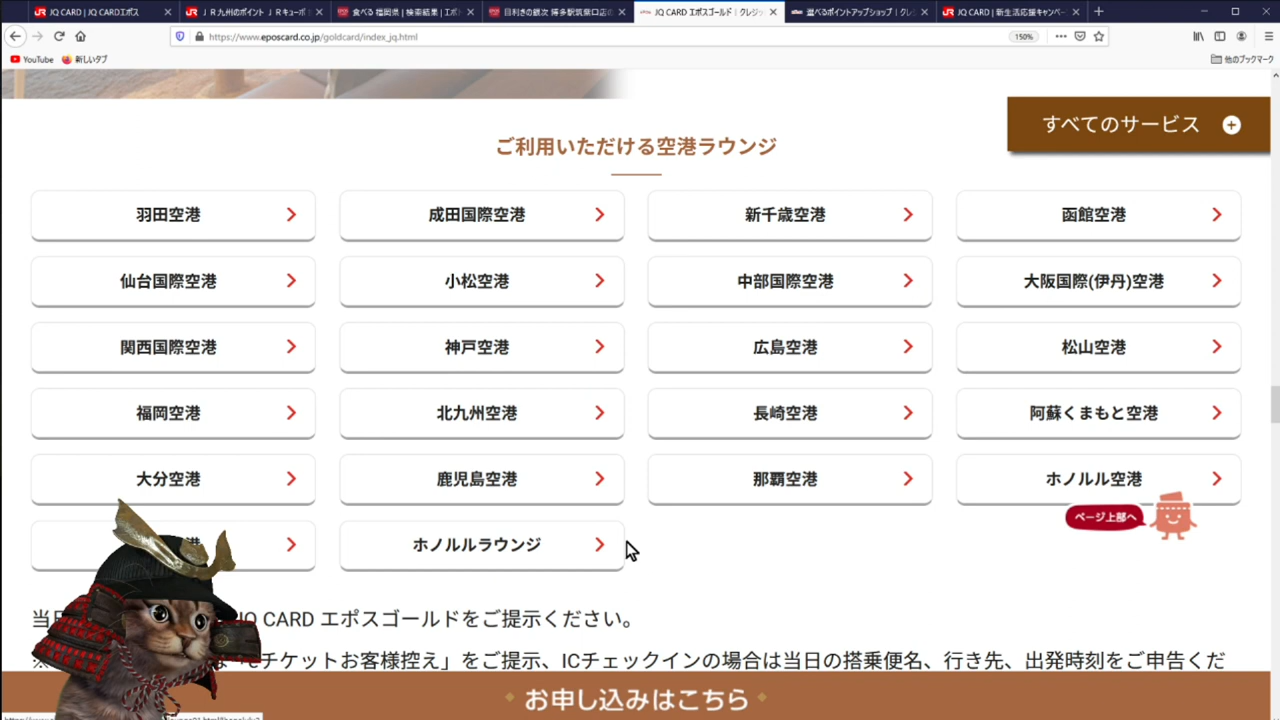 JQ CARD | JQ CARDエポス
ＪＲ九州のポイント ＪＲキューポ
食べる 福岡県 | 検索結果 | エポト
目利きの銀次 博多駅筑紫口店の
JQ CARD エポスゴールド｜クレジッ
選べるポイントアップショップ｜クレジ
JQ CARD | 新生活応援キャンペー
https://www.eposcard.co.jp/goldcard/index_jq.html
150%
YouTube
新しいタブ
他のブックマーク
すべてのサービス
ご利用いただける空港ラウンジ
羽田空港
成田国際空港
新千歳空港
函館空港
仙台国際空港
小松空港
中部国際空港
大阪国際(伊丹)空港
関西国際空港
神戸空港
広島空港
松山空港
福岡空港
北九州空港
長崎空港
阿蘇くまもと空港
大分空港
鹿児島空港
那覇空港
ホノルル空港
ページ上部へ
ホノルルラウンジ
当 JQ CARD エポスゴールドをご提示ください。
チケットお客様控え」をご提示、ICチェックインの場合は当日の搭乗便名、行き先、出発時刻をご申告くだ
お申し込みはこちら